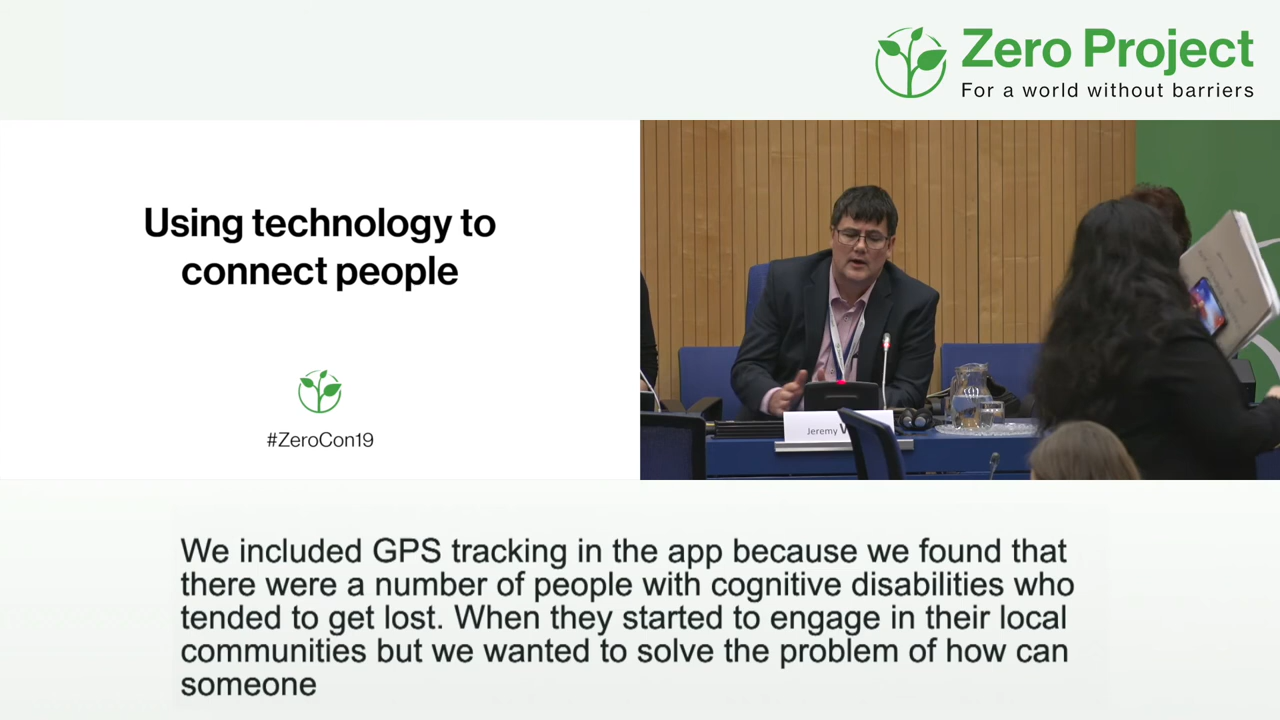 Zero Project
For a world without barriers
Using technology to
connect people
#ZeroCon19
Jeremy
We included GPS tracking in the app because we found that
there were a number of people with cognitive disabilities who
tended to get lost. When they started to engage in their local
communities but we wanted to solve the problem of how can
someone